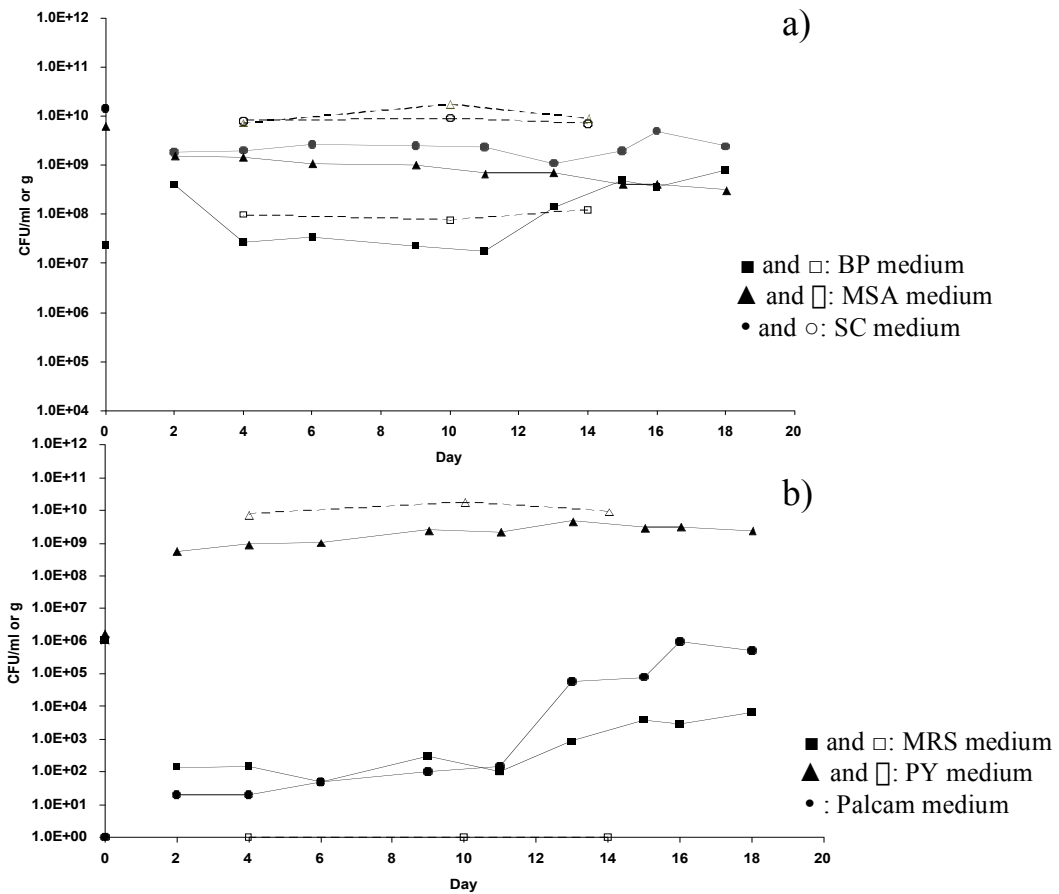 a)
1.0E+12
1.0E+11
1.0E+10
1.0E+09
1.0E+08
1.0E+07
1.0E+06
1.0E+05
1.0E+04
CFU/ml or g
0 2 4 6 8 10 12 14 16 18 20
Day
■ and □: BP medium
▲ and ▯: MSA medium
• and ○: SC medium
b)
1.0E+12
1.0E+11
1.0E+10
1.0E+09
1.0E+08
1.0E+07
1.0E+06
1.0E+05
1.0E+04
1.0E+03
1.0E+02
1.0E+01
1.0E+00
CFU/ml or g
0 2 4 6 8 10 12 14 16 18 20
Day
■ and □: MRS medium
▲ and ▯: PY medium
• : Palcam medium